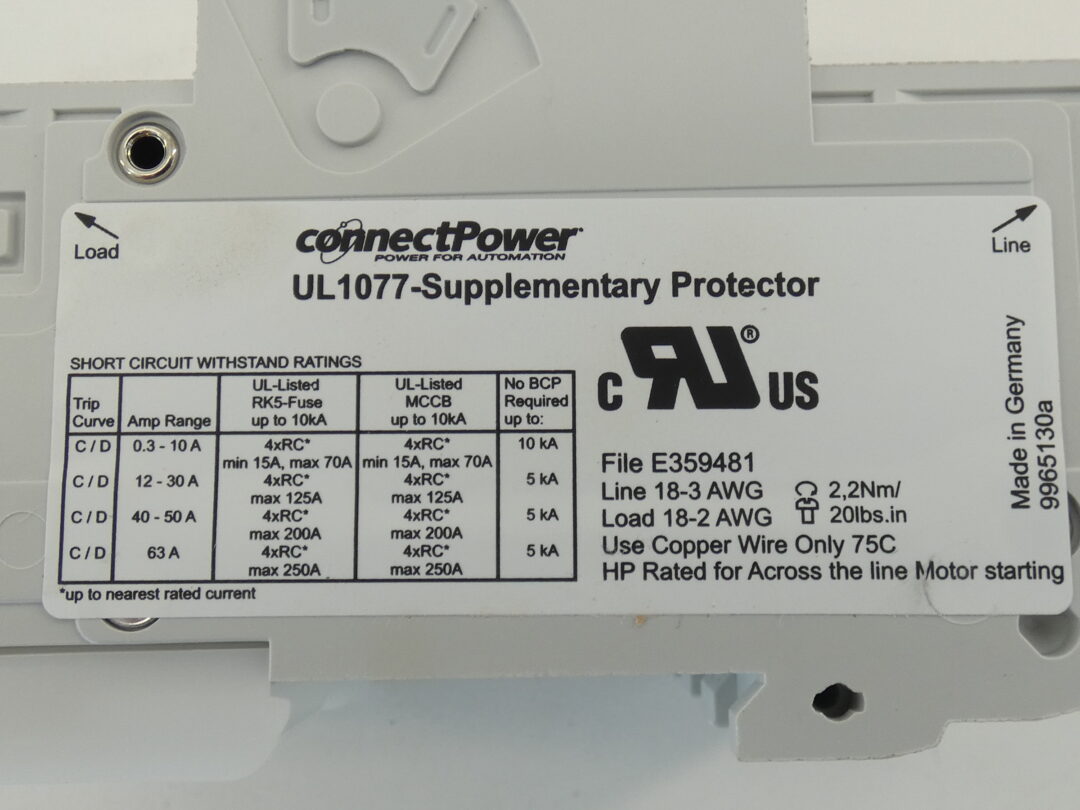 Load
Line
connectPower
POWER FOR AUTOMATION
UL1077-Supplementary Protector
SHORT CIRCUIT WITHSTAND RATINGS
Trip Curve Amp Range UL-Listed RK5-Fuse up to 10kA UL-Listed MCCB up to 10kA No BCP Required up to:
C / D 0.3 - 10 A 4xRC* min 15A, max 70A 4xRC* min 15A, max 70A 10 kA
C / D 12 - 30 A 4xRC* max 125A 4xRC* max 125A 5 kA
C / D 40 - 50 A 4xRC* max 200A 4xRC* max 200A 5 kA
C / D 63 A 4xRC* max 250A 4xRC* max 250A 5 kA
*up to nearest rated current
C RU® US
File E359481
Line 18-3 AWG 2,2Nm/
Load 18-2 AWG 20lbs.in
Use Copper Wire Only 75C
HP Rated for Across the line Motor starting
Made in Germany
9965130a